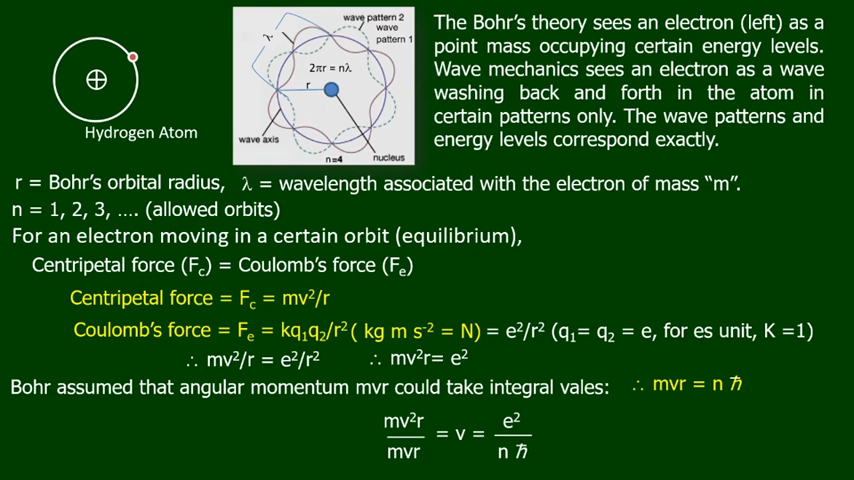 The Bohr's theory sees an electron (left) as a
point mass occupying certain energy levels.
Wave mechanics sees an electron as a wave
washing back and forth in the atom in
certain patterns only. The wave patterns and
energy levels correspond exactly.
wave pattern 2
wave
pattern 1
λ
2πr = nλ
r
wave axis
n=4
nucleus
Hydrogen Atom
r = Bohr's orbital radius, λ = wavelength associated with the electron of mass "m".
n = 1, 2, 3, .... (allowed orbits)
For an electron moving in a certain orbit (equilibrium),
Centripetal force (Fc) = Coulomb's force (Fe)
Centripetal force = Fc = mv²/r
Coulomb's force = Fe = kq₁q₂/r² ( kg m s⁻² = N) = e²/r² (q₁= q₂ = e, for es unit, K =1)
∴ mv²/r = e²/r² ∴ mv²r= e²
Bohr assumed that angular momentum mvr could take integral vales: ∴ mvr = n ℏ
mv²r / mvr = v = e² / n ℏ